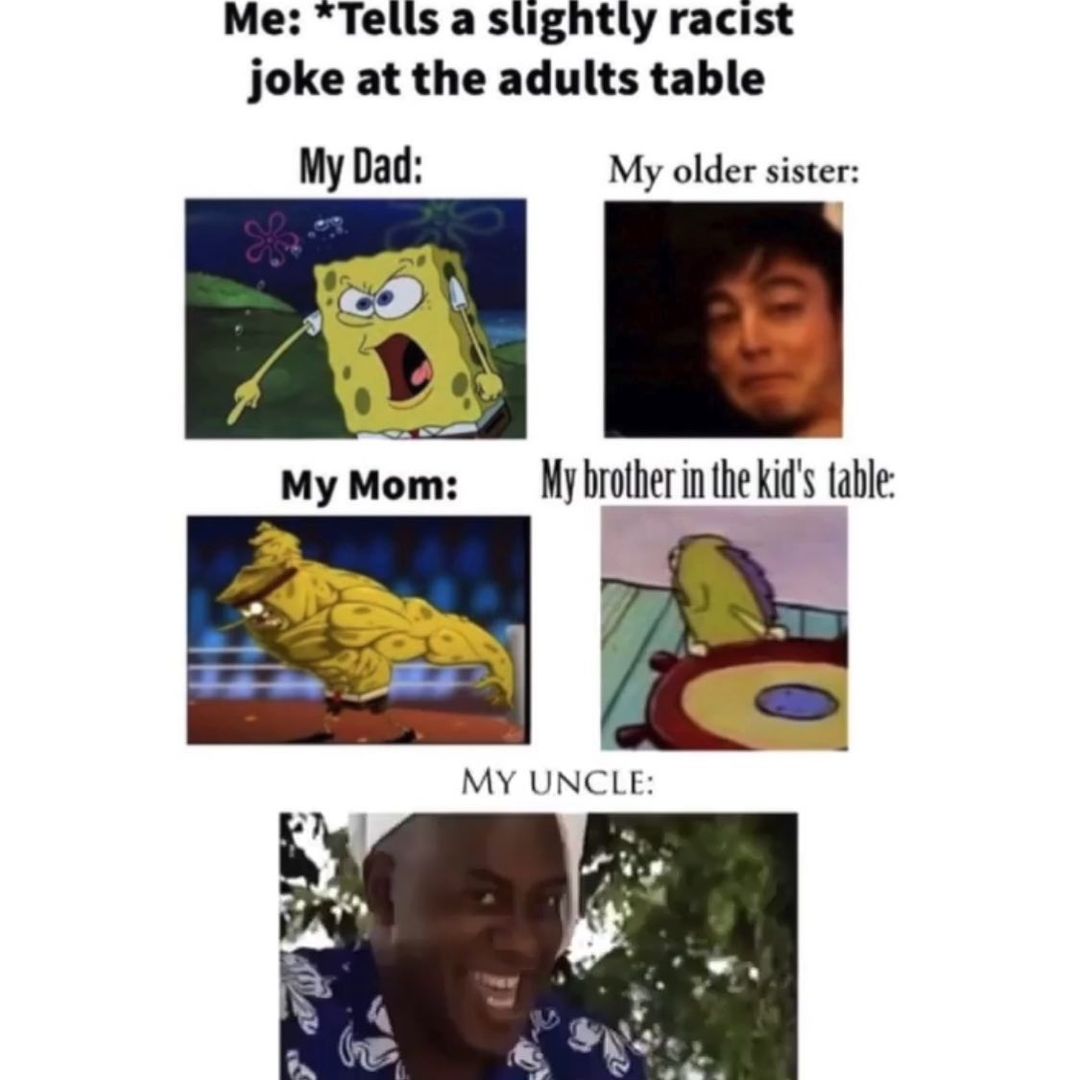 Me: *Tells a slightly racist
joke at the adults table
My Dad:
My older sister:
My Mom:
My brother in the kid's table:
MY UNCLE: